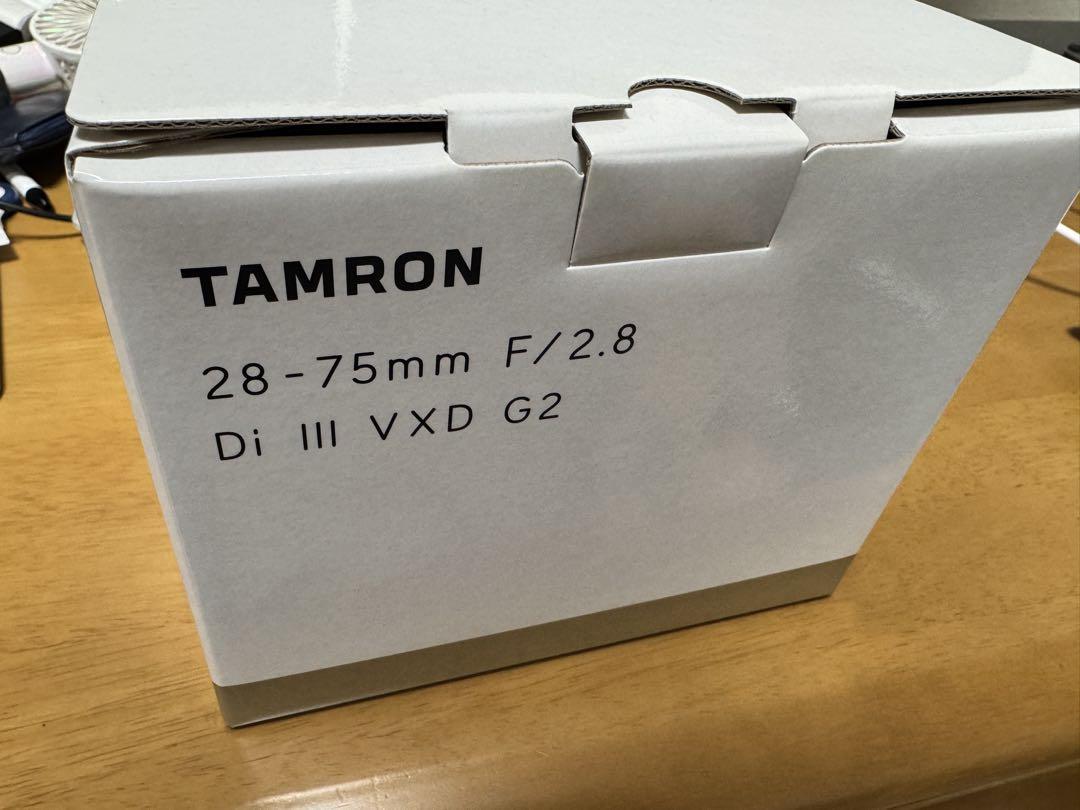 TAMRON
28-75mm F/2.8
Di III VXD G2